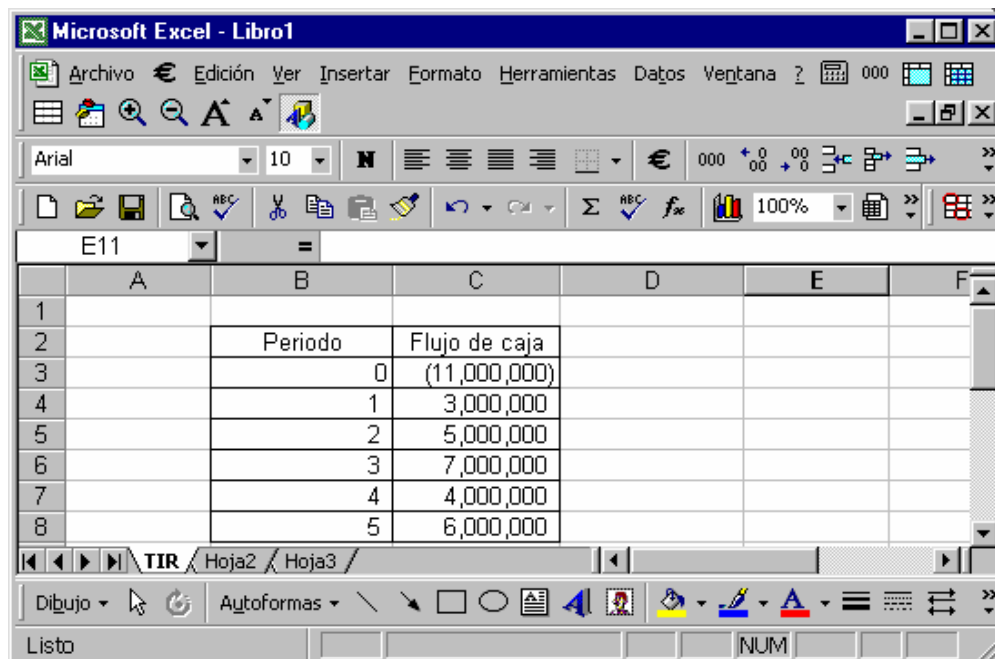 Microsoft Excel - Libro1
Archivo € Edición Ver Insertar Formato Herramientas Datos Ventana ? 000
A A
Arial 10 N € 000
ABC Σ ABC fx 100%
E11 =
A B C D E F
1
2 Periodo Flujo de caja
3 0 (11,000,000)
4 1 3,000,000
5 2 5,000,000
6 3 7,000,000
7 4 4,000,000
8 5 6,000,000
TIR Hoja2 Hoja3
Dibujo Autoformas A A
Listo NUM